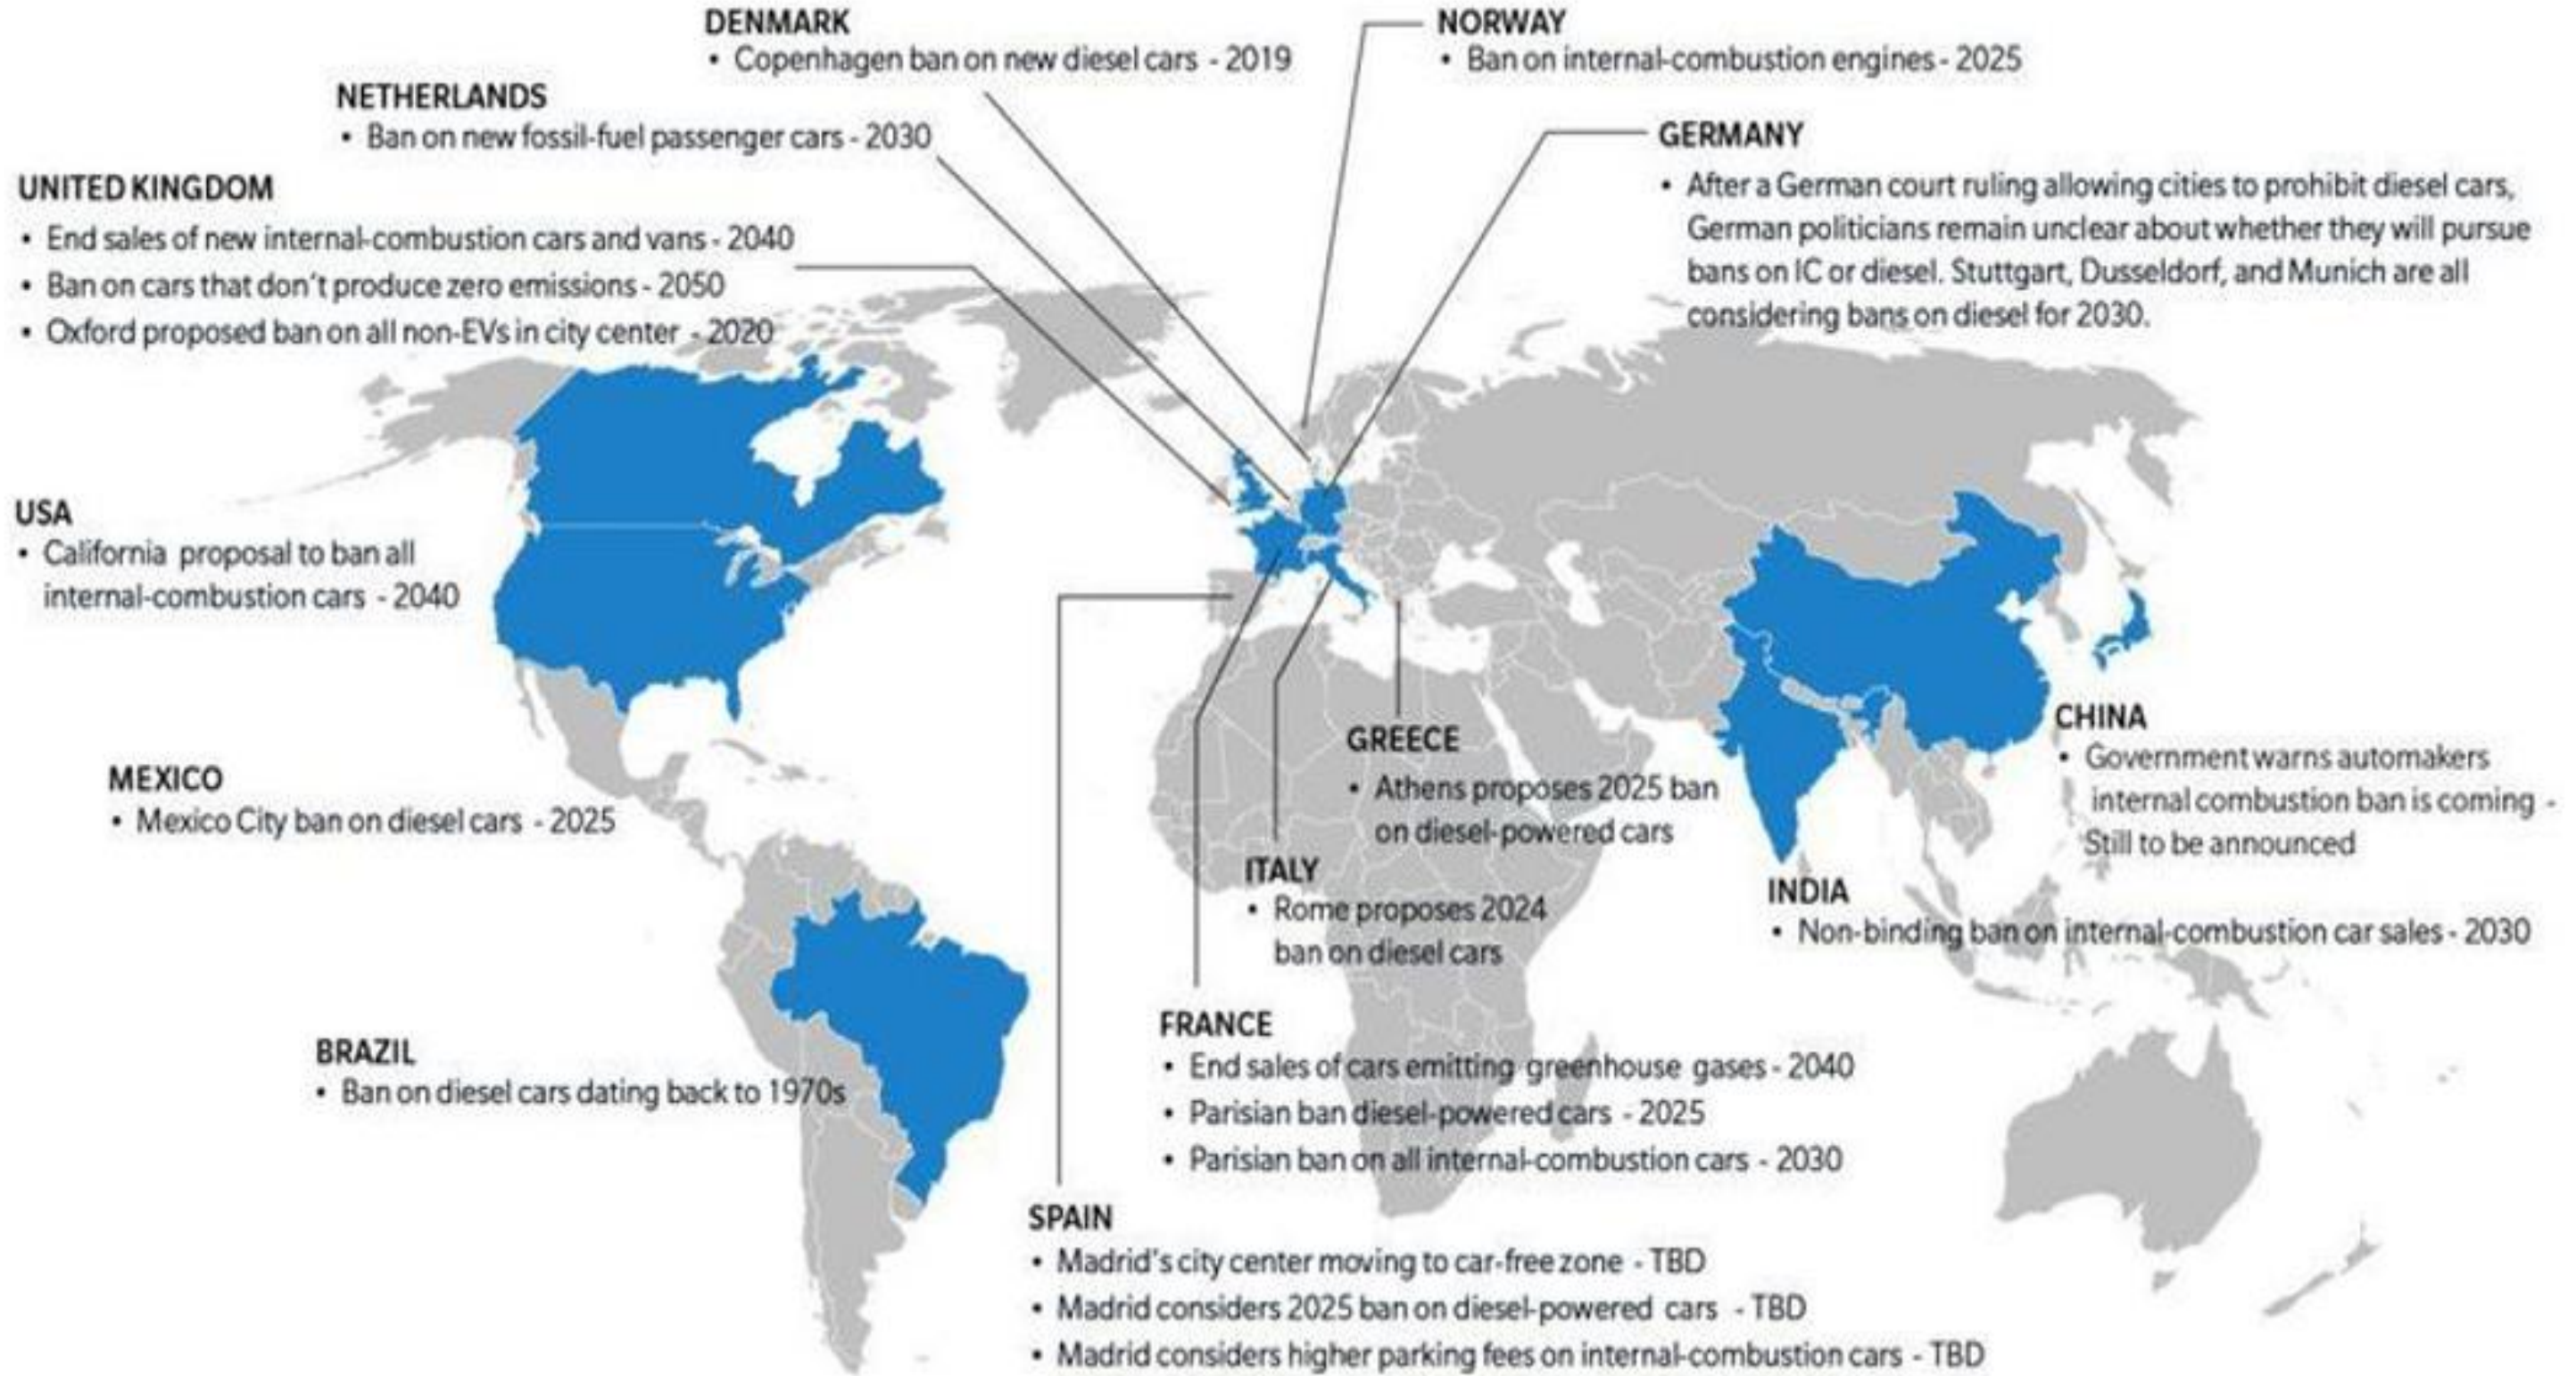 DENMARK
• Copenhagen ban on new diesel cars - 2019
NORWAY
• Ban on internal-combustion engines - 2025
NETHERLANDS
• Ban on new fossil-fuel passenger cars - 2030
GERMANY
• After a German court ruling allowing cities to prohibit diesel cars,
German politicians remain unclear about whether they will pursue
bans on IC or diesel. Stuttgart, Dusseldorf, and Munich are all
considering bans on diesel for 2030.
UNITED KINGDOM
• End sales of new internal-combustion cars and vans - 2040
• Ban on cars that don't produce zero emissions - 2050
• Oxford proposed ban on all non-EVs in city center - 2020
USA
• California proposal to ban all
internal-combustion cars - 2040
MEXICO
• Mexico City ban on diesel cars - 2025
BRAZIL
• Ban on diesel cars dating back to 1970s
GREECE
• Athens proposes 2025 ban
on diesel-powered cars
ITALY
• Rome proposes 2024
ban on diesel cars
CHINA
• Government warns automakers
internal combustion ban is coming -
Still to be announced
INDIA
• Non-binding ban on internal-combustion car sales - 2030
FRANCE
• End sales of cars emitting greenhouse gases - 2040
• Parisian ban diesel-powered cars - 2025
• Parisian ban on all internal-combustion cars - 2030
SPAIN
• Madrid's city center moving to car-free zone - TBD
• Madrid considers 2025 ban on diesel-powered cars - TBD
• Madrid considers higher parking fees on internal-combustion cars - TBD